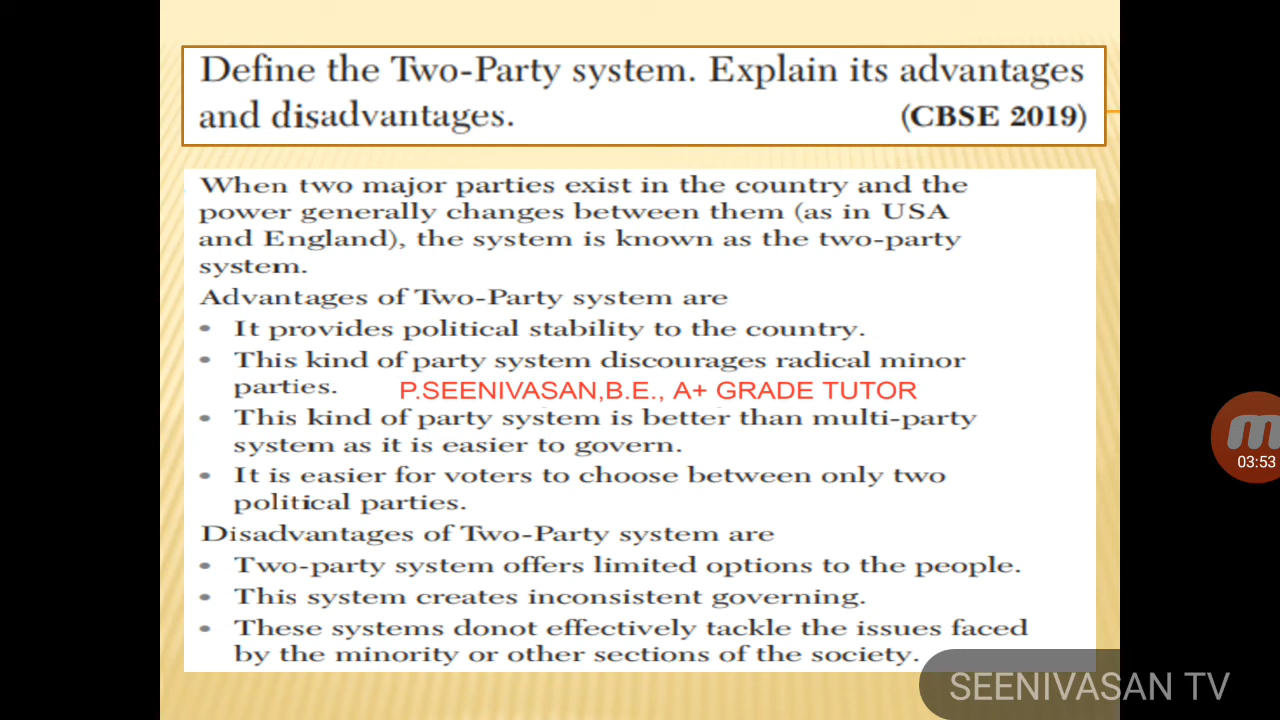 Define the Two-Party system. Explain its advantages
and disadvantages. (CBSE 2019)
When two major parties exist in the country and the
power generally changes between them (as in USA
and England), the system is known as the two-party
system.
Advantages of Two-Party system are
• It provides political stability to the country.
• This kind of party system discourages radical minor
parties. P.SEENIVASAN,B.E., A+ GRADE TUTOR
• This kind of party system is better than multi-party
system as it is easier to govern.
• It is easier for voters to choose between only two
political parties.
Disadvantages of Two-Party system are
• Two-party system offers limited options to the people.
• This system creates inconsistent governing.
• These systems donot effectively tackle the issues faced
by the minority or other sections of the society.
03:53
SEENIVASAN TV